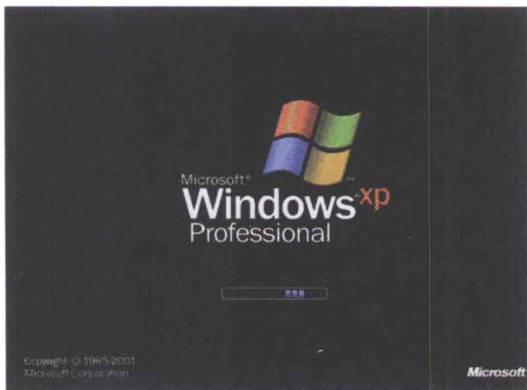 Microsoft®
Windows xp
Professional
Copyright © 1985-2001
Microsoft Corporation
Microsoft